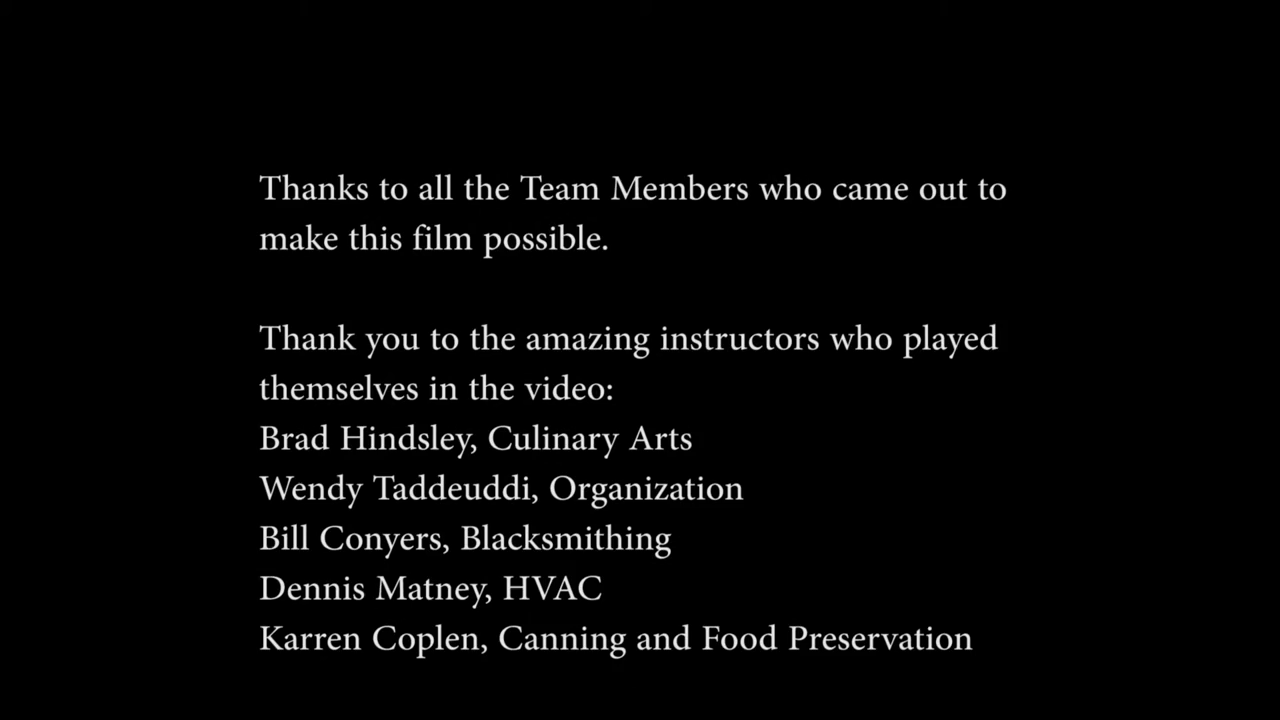 Thanks to all the Team Members who came out to
make this film possible.
Thank you to the amazing instructors who played
themselves in the video:
Brad Hindsley, Culinary Arts
Wendy Taddeuddi, Organization
Bill Conyers, Blacksmithing
Dennis Matney, HVAC
Karren Coplen, Canning and Food Preservation